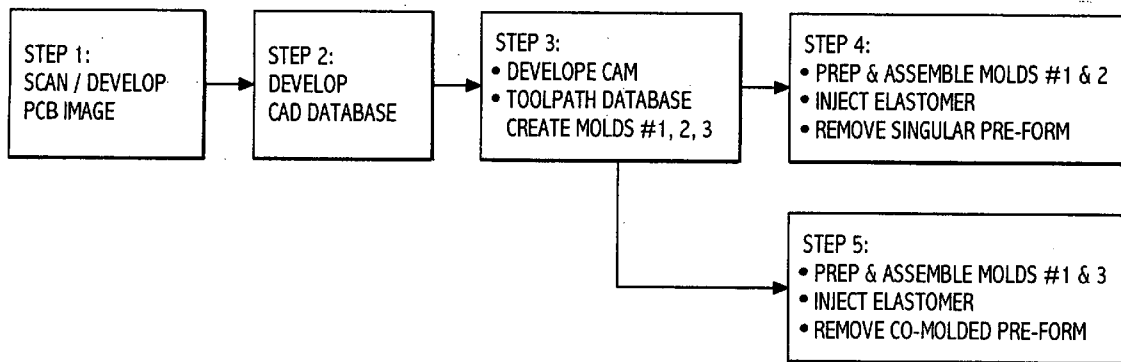 STEP 1:
SCAN / DEVELOP
PCB IMAGE
STEP 2:
DEVELOP
CAD DATABASE
STEP 3:
• DEVELOPE CAM
• TOOLPATH DATABASE
CREATE MOLDS #1, 2, 3
STEP 4:
• PREP & ASSEMBLE MOLDS #1 & 2
• INJECT ELASTOMER
• REMOVE SINGULAR PRE-FORM
STEP 5:
• PREP & ASSEMBLE MOLDS #1 & 3
• INJECT ELASTOMER
• REMOVE CO-MOLDED PRE-FORM